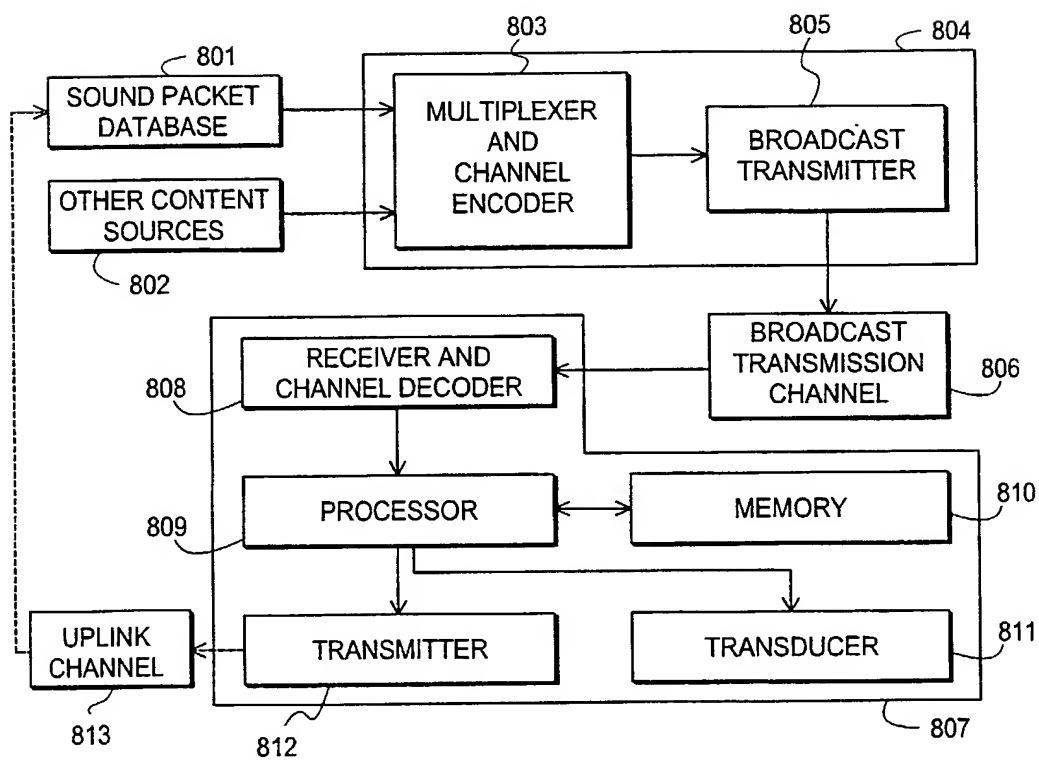 801
SOUND PACKET
DATABASE
OTHER CONTENT
SOURCES
802
803
MULTIPLEXER
AND
CHANNEL
ENCODER
805
BROADCAST
TRANSMITTER
804
BROADCAST
TRANSMISSION
CHANNEL
806
RECEIVER AND
CHANNEL DECODER
808
PROCESSOR
809
MEMORY
810
TRANSMITTER
812
TRANSDUCER
811
807
UPLINK
CHANNEL
813